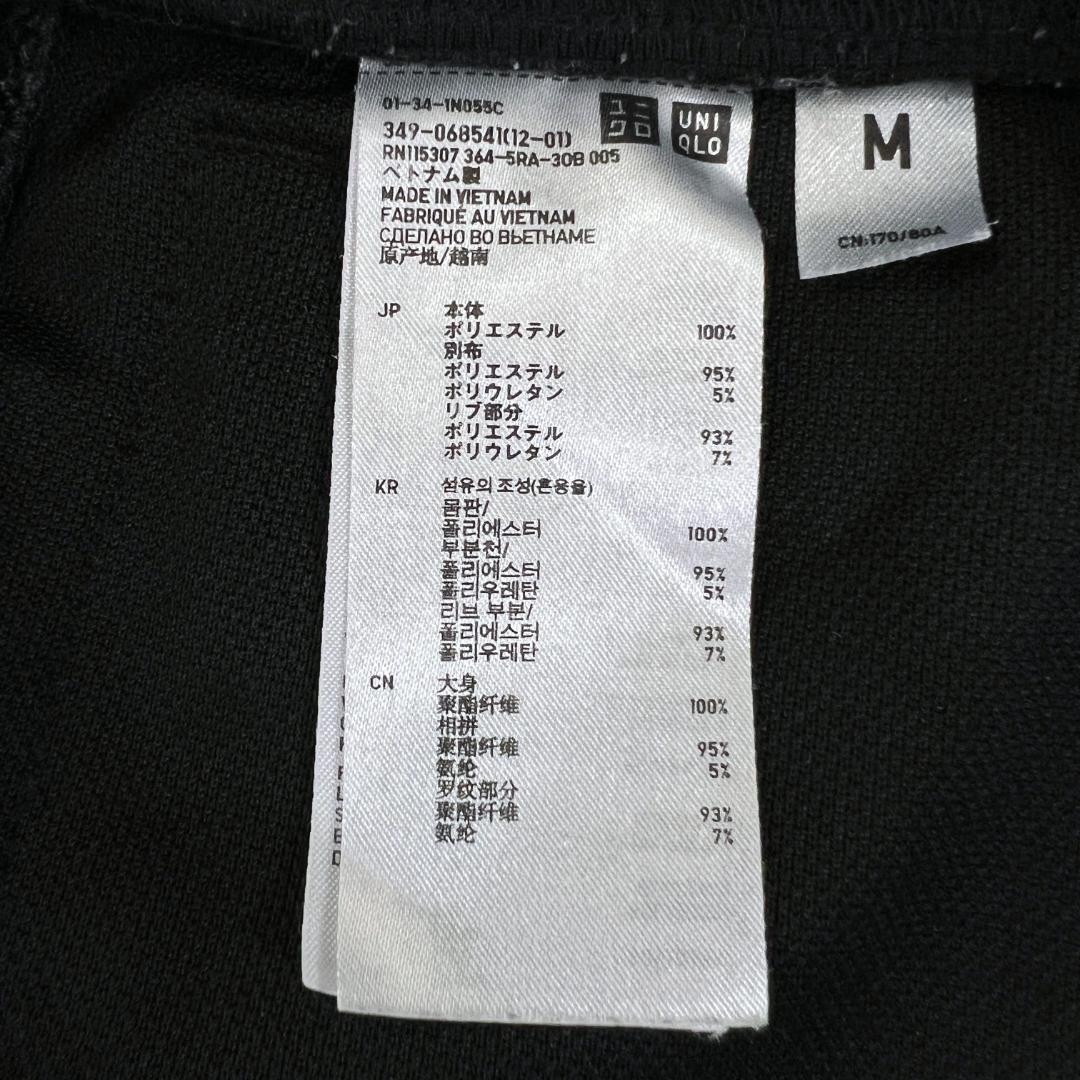 01-34-1N055C
ユニクロ
UNIQLO
349-068541(12-01)
RN115307 364-5RA-30B 005
ベトナム製
MADE IN VIETNAM
FABRIQUÉ AU VIETNAM
СДЕЛАНО ВО ВЬЕТНАМЕ
原产地/越南
M
CN:170/80A
JP 本体
ポリエステル 100%
別布
ポリエステル 95%
ポリウレタン 5%
リブ部分
ポリエステル 93%
ポリウレタン 7%
KR 섬유의 조성(혼용율)
몸판/
폴리에스터 100%
부분천/
폴리에스터 95%
폴리우레탄 5%
리브 부분/
폴리에스터 93%
폴리우레탄 7%
CN 大身
聚酯纤维 100%
相拼
聚酯纤维 95%
氨纶 5%
罗纹部分
聚酯纤维 93%
氨纶 7%